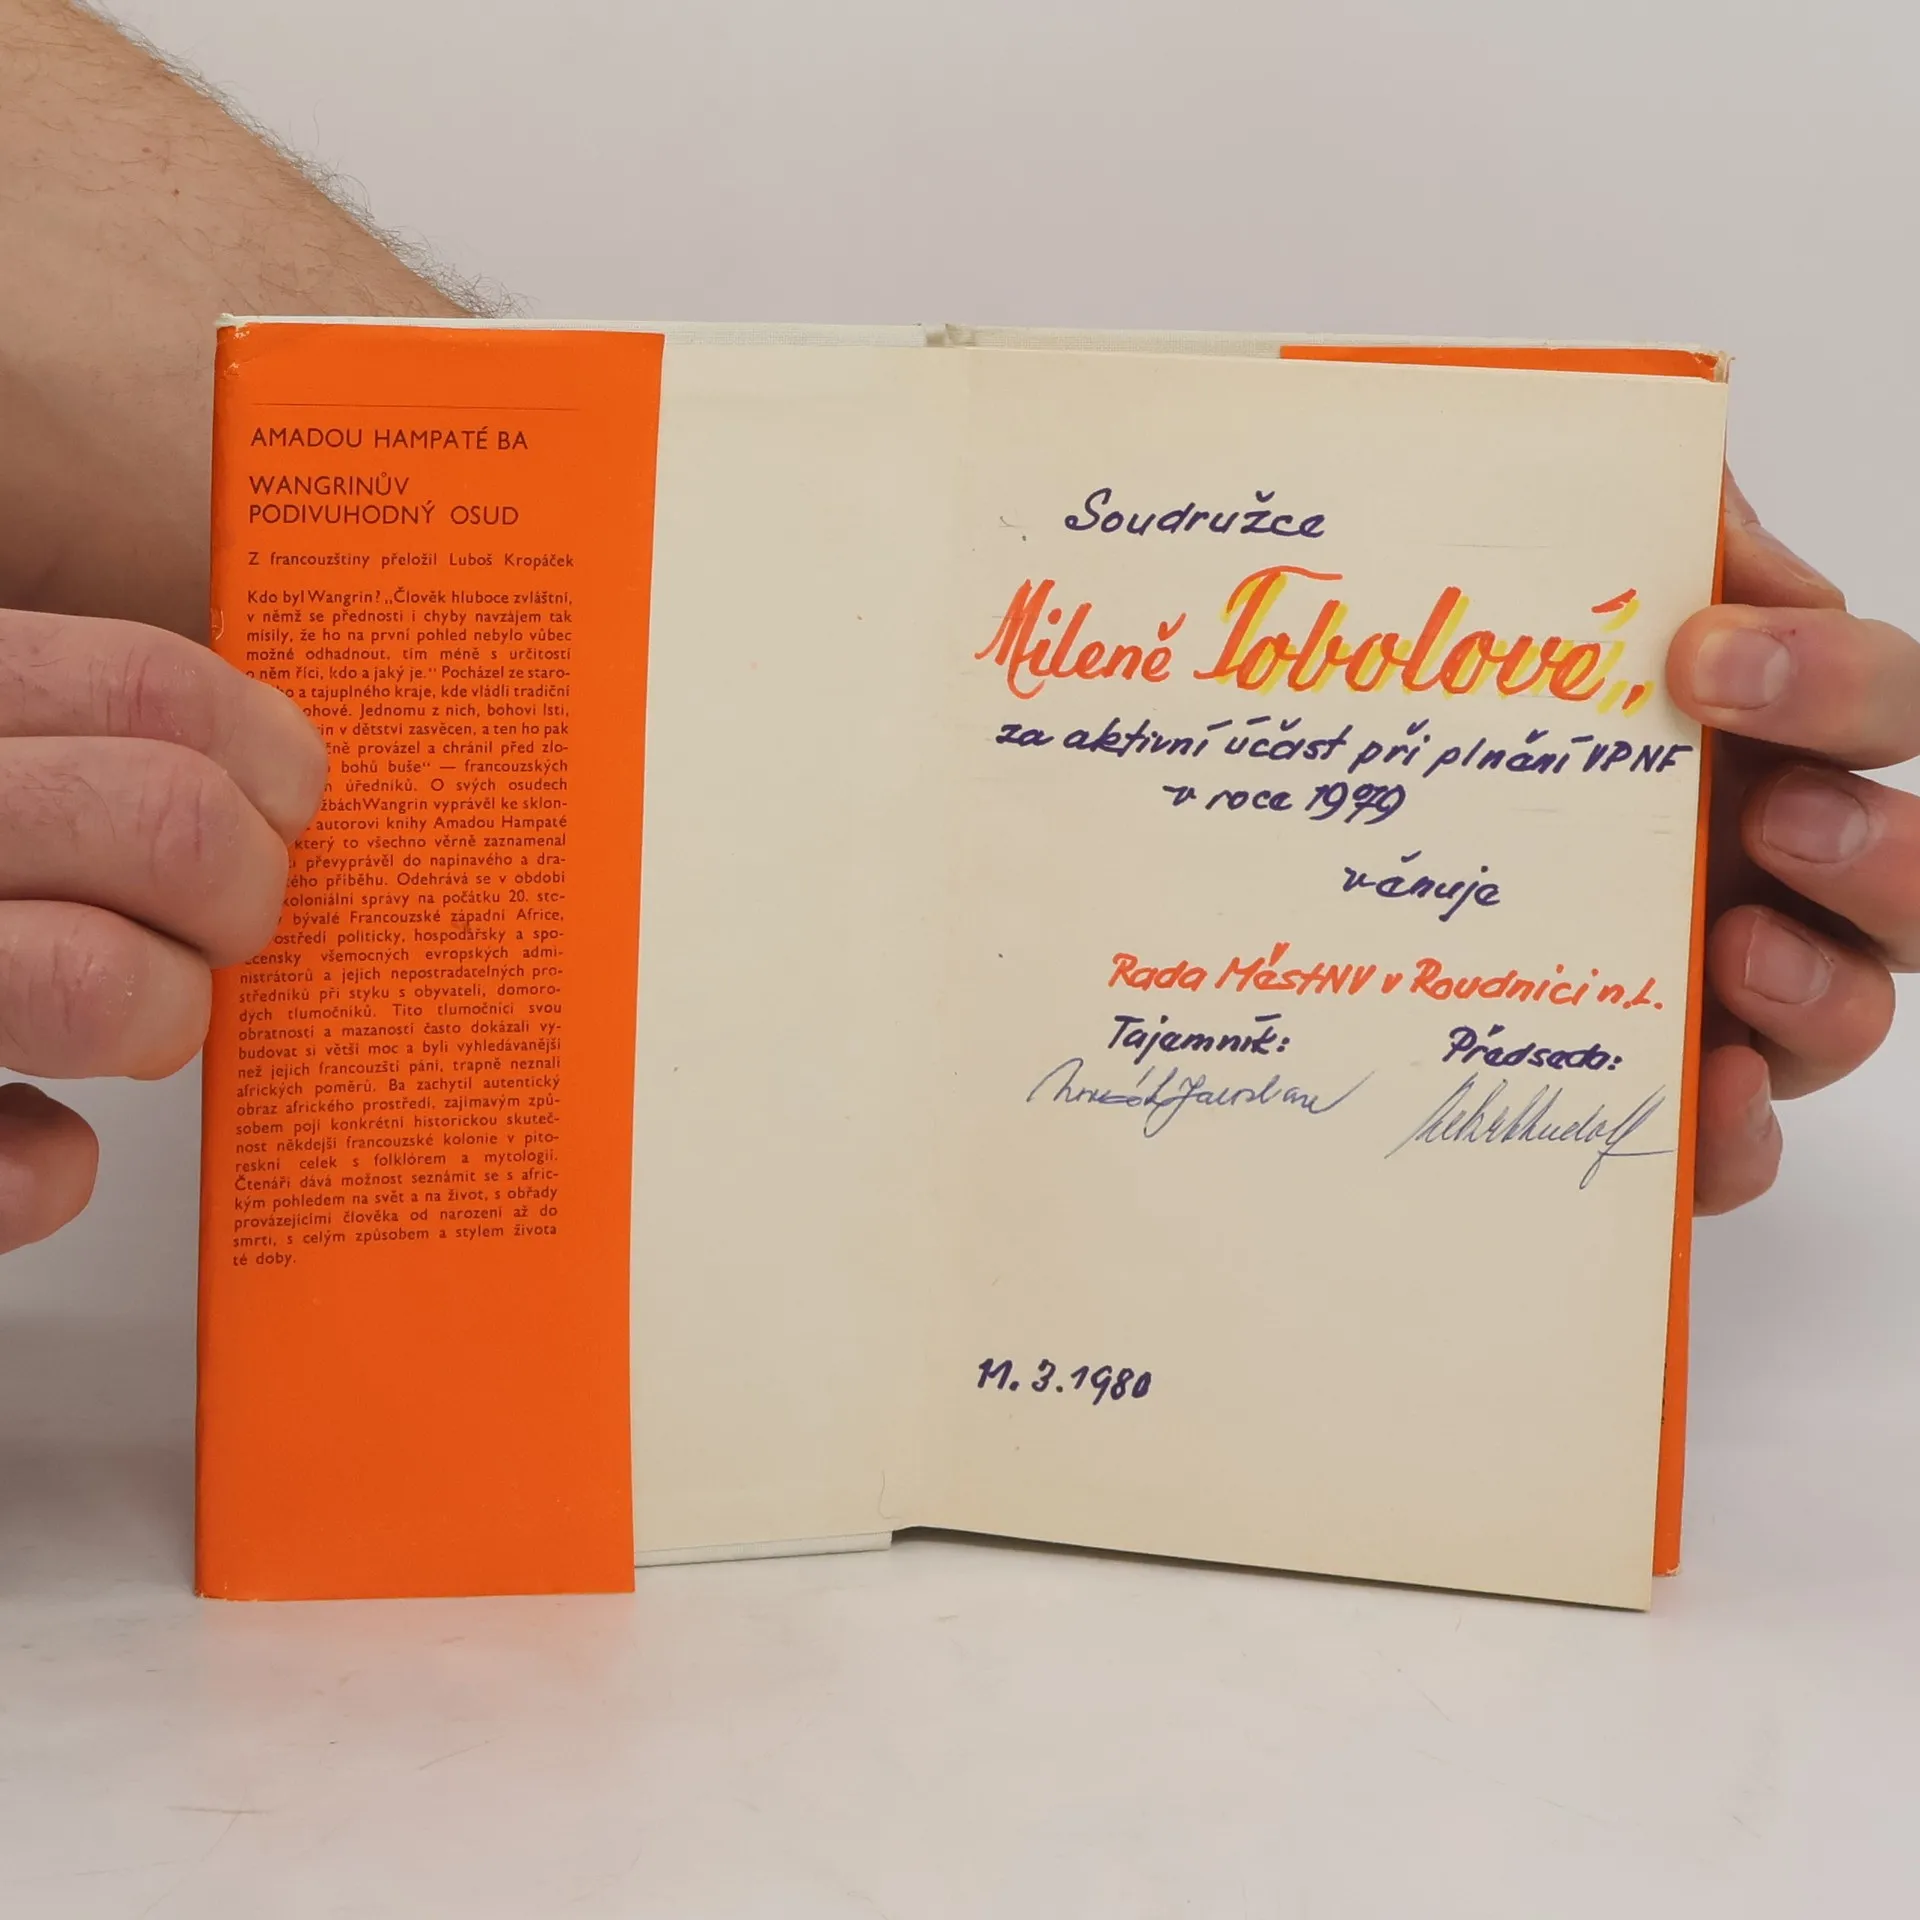 AMADOU HAMPATÉ BA
WANGRINŮV
PODIVUHODNÝ OSUD
Z francouzštiny přeložil Luboš Kropáček
Kdo byl Wangrin? „Člověk hluboce zvláštní,
v němž se přednosti i chyby navzájem tak
mísily, že ho na první pohled nebylo vůbec
možné odhadnout, tím méně s určitostí
o něm říci, kdo a jaký je." Pocházel ze staro-
a tajuplného kraje, kde vládli tradiční
bohové. Jednomu z nich, bohovi Isti,
v dětství zasvěcen, a ten ho pak
provázel a chránil před zlo-
bohů buše" — francouzských
úředníků. O svých osudech
Wangrin vyprávěl ke sklon-
autorovi knihy Amadou Hampaté
který to všechno věrně zaznamenal
převyprávěl do napínavého a dra-
příběhu. Odehrává se v období
koloniální správy na počátku 20. sto-
bývalé Francouzské západní Africe,
politicky, hospodářsky a spo-
lečensky všemocných evropských admi-
nistrátorů a jejich nepostradatelných pro-
středníků při styku s obyvateli, domoro-
dých tlumočníků. Tito tlumočníci svou
obratností a mazaností často dokázali vy-
budovat si větší moc a byli vyhledávanější
než jejich francouzští páni, trapně neznalí
afrických poměrů. Ba zachytil autentický
obraz afrického prostředí, zajímavým způ-
sobem pojí konkrétní historickou skuteč-
nost někdejší francouzské kolonie v pito-
reskní celek s folklórem a mytologií.
Čtenáři dává možnost seznámit se s afric-
kým pohledem na svět a na život, s obřady
provázejícími člověka od narození až do
smrti, s celým způsobem a stylem života
té doby.
Soudružce
Mileně Tobolové,
za aktivní účast při plnění VPNF
v roce 1979
věnuje
Rada MěstNV v Roudnici n.L.
Tajemník: Předseda:
11. 3. 1980